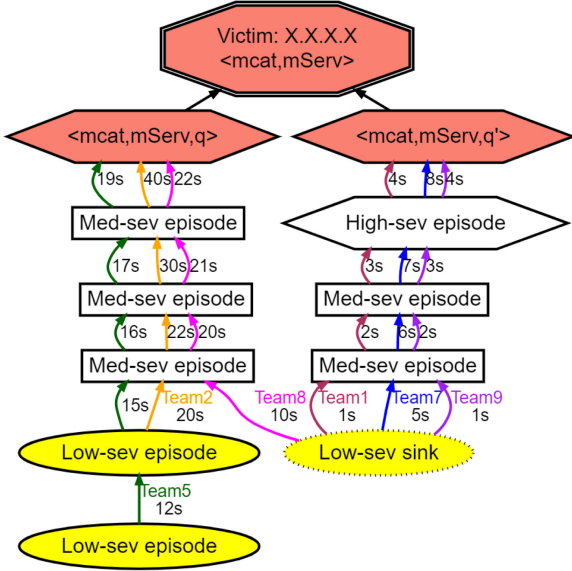 Victim: X.X.X.X
<mcat,mServ>
<mcat,mServ,q>
<mcat,mServ,q'>
19s
40s
22s
4s
8s
4s
Med-sev episode
High-sev episode
17s
30s
21s
3s
7s
3s
Med-sev episode
Med-sev episode
16s
22s
20s
2s
6s
2s
Med-sev episode
Med-sev episode
15s
Team2
20s
Team8
10s
Team1
1s
Team7
5s
Team9
1s
Low-sev episode
Low-sev sink
Team5
12s
Low-sev episode